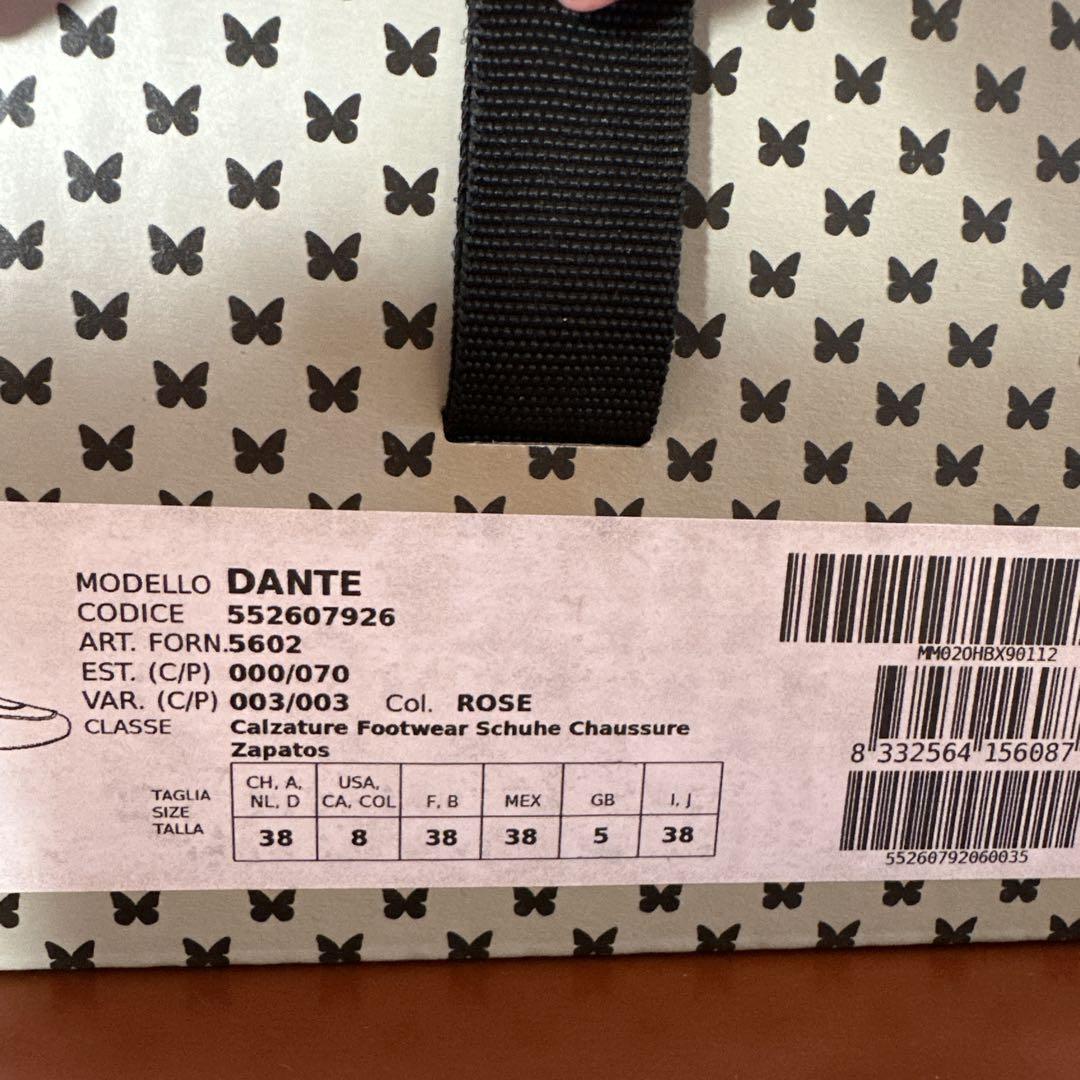 MODELLO DANTE
CODICE 552607926
ART. FORN.5602
EST. (C/P) 000/070
VAR. (C/P) 003/003 Col. ROSE
CLASSE Calzature Footwear Schuhe Chaussure
Zapatos
TAGLIA
SIZE
TALLA
CH, A, NL, D USA, CA, COL F, B MEX GB I, J
38 8 38 38 5 38
MM02OHBX90112
8 332564 156087
55260792060035